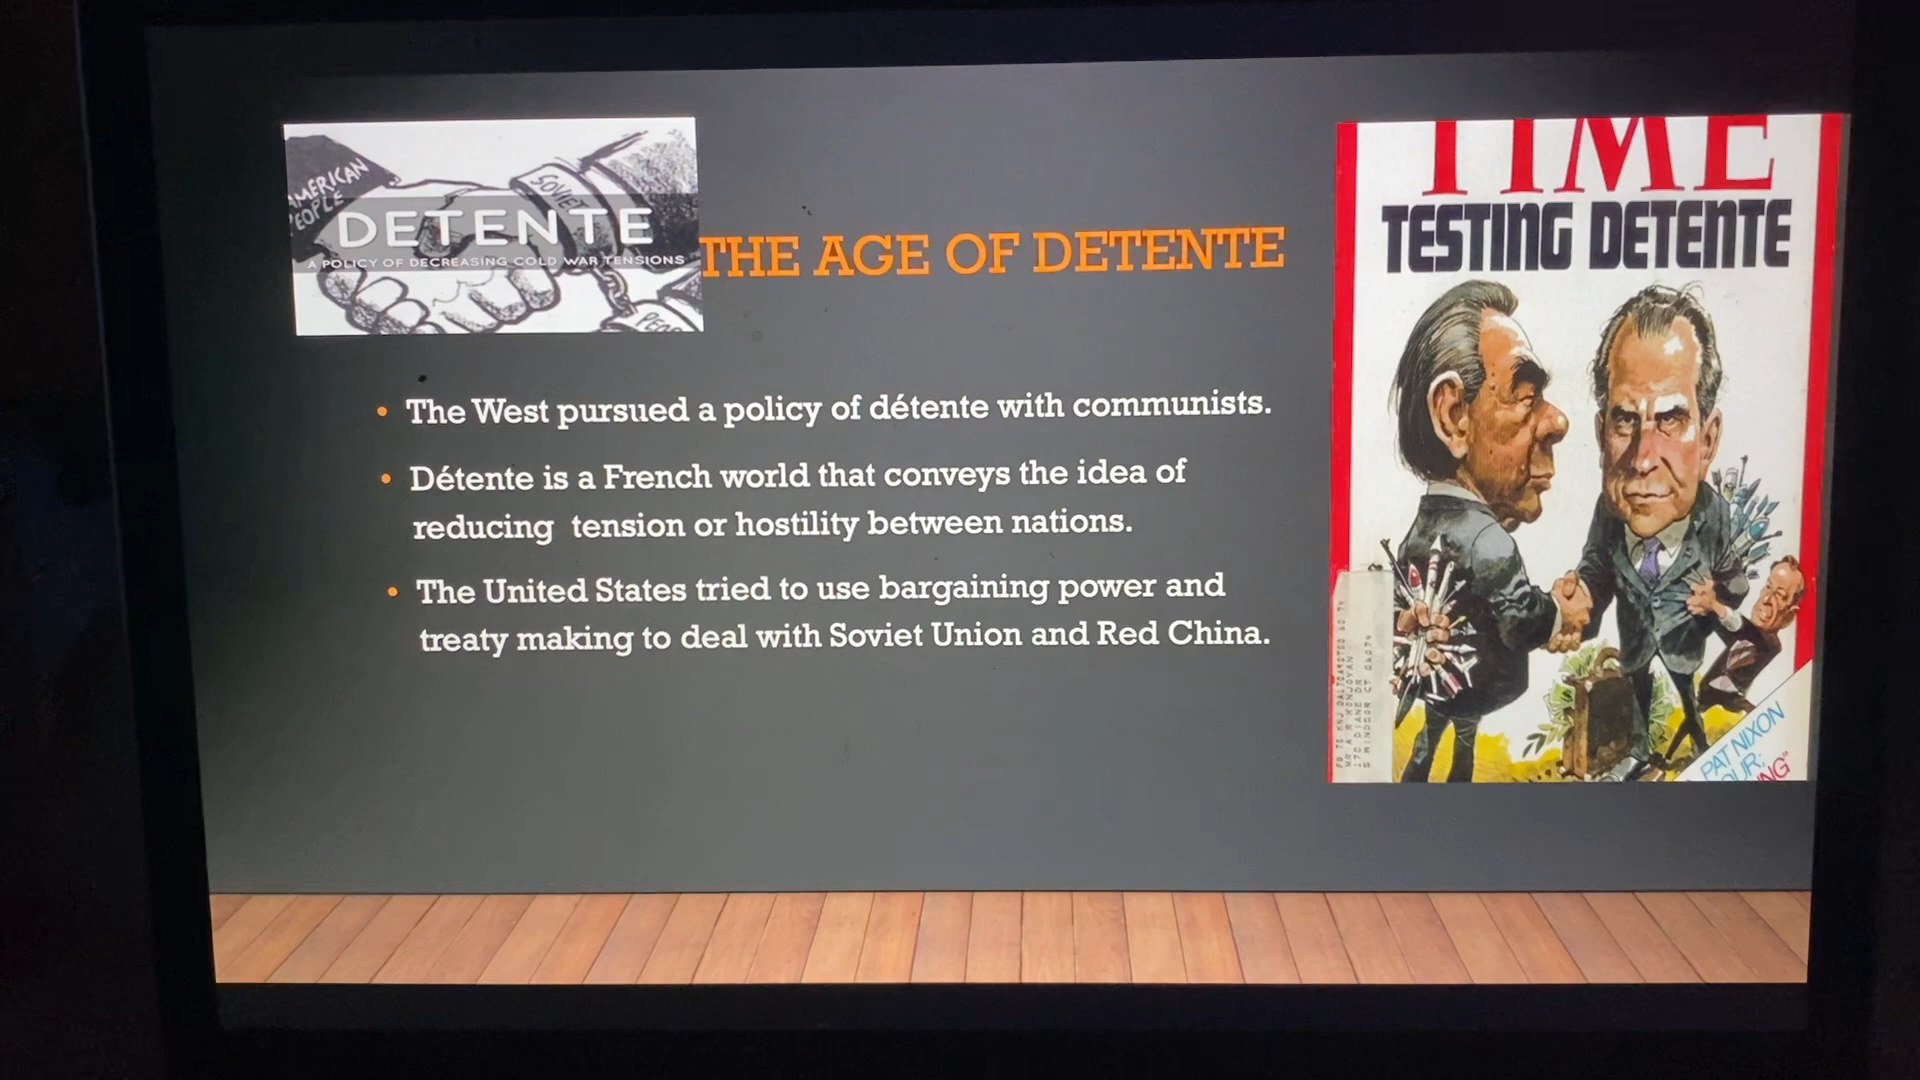 AMERICAN
PEOPLE
SOVIET
DETENTE
A POLICY OF DECREASING COLD WAR TENSIONS
THE AGE OF DETENTE
• The West pursued a policy of détente with communists.
• Détente is a French world that conveys the idea of
reducing tension or hostility between nations.
• The United States tried to use bargaining power and
treaty making to deal with Soviet Union and Red China.
TIME
TESTING DETENTE
PAT NIXON